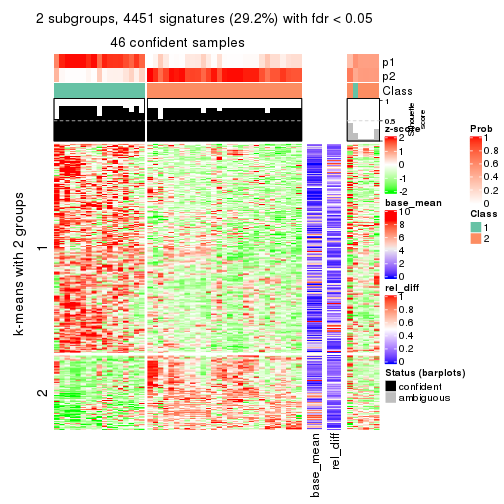 2 subgroups, 4451 signatures (29.2%) with fdr < 0.05
46 confident samples
p1
p2
Class
1
0.5
0
Silhouette
score
k-means with 2 groups
1
2
base_mean
rel_diff
z-score
2
1
0
-1
-2
base_mean
10
8
6
4
2
0
rel_diff
1
0.8
0.6
0.4
0.2
0
Status (barplots)
confident
ambiguous
Prob
1
0.8
0.6
0.4
0.2
0
Class
1
2